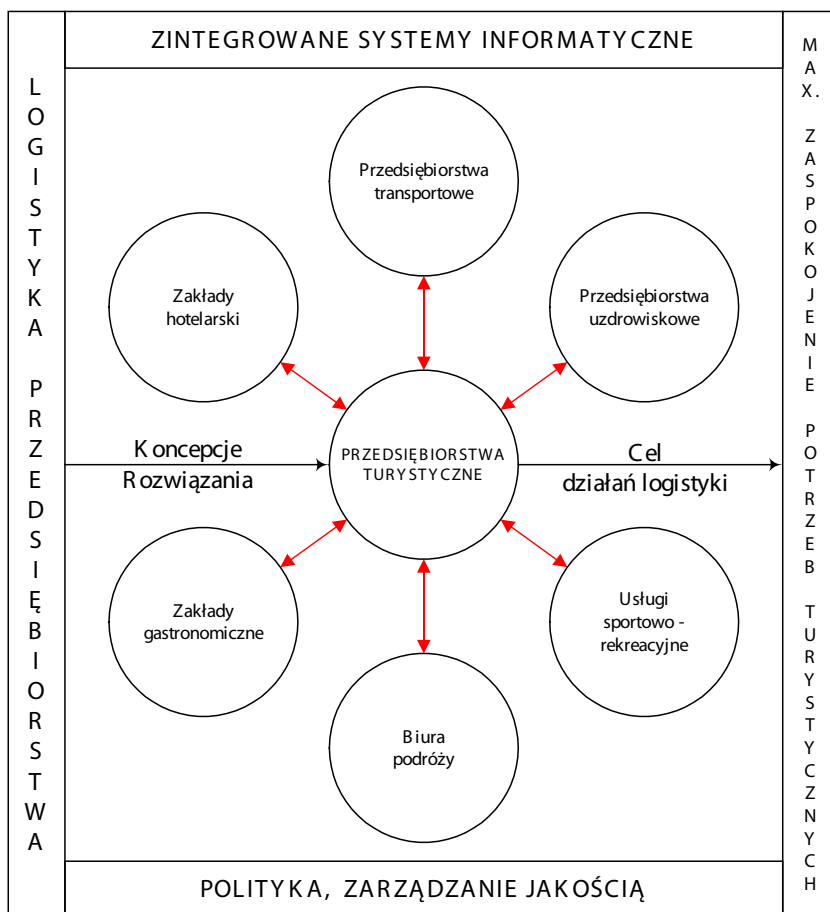 ZINTEGROWANE SYSTEMY INFORMATYCZNE
LOGISTYKA PRZEDSIĘBIORSTWA
Przedsiębiorstwa
transportowe
Zakłady
hotelarski
Przedsiębiorstwa
uzdrowiskowe
Koncepcje
Rozwiązania
PRZEDSIĘBIORSTWA
TURYSTYCZNE
Cel
działań logistyki
Zakłady
gastronomiczne
Usługi
sportowo -
rekreacyjne
Biura
podróży
MAX. ZASPOKOJENIE POTRZEB TURYSTYCZNYCH
POLITYKA, ZARZĄDZANIE JAKOŚCIĄ